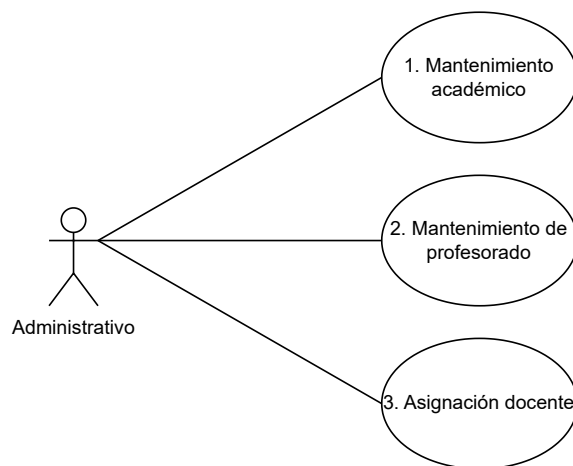 1. Mantenimiento
académico
2. Mantenimiento de
profesorado
Administrativo
3. Asignación docente